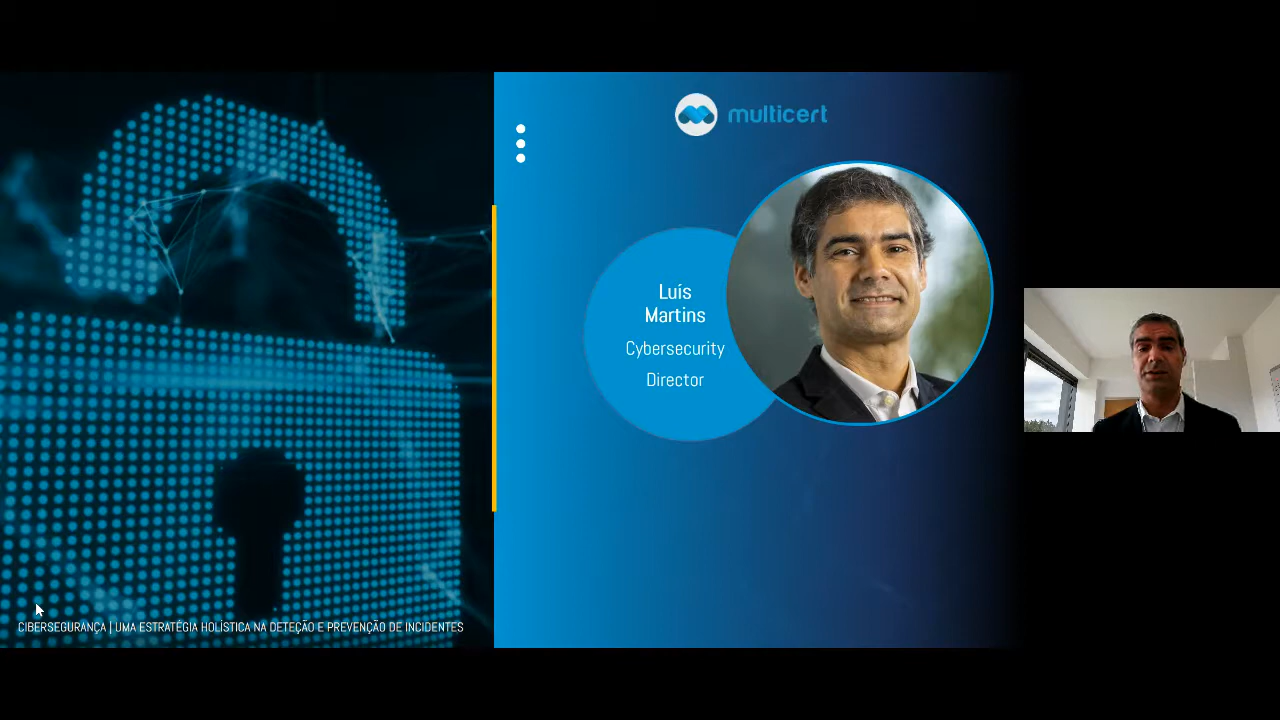 multicert
Luís
Martins
Cybersecurity
Director
CIBERSEGURANÇA | UMA ESTRATÉGIA HOLÍSTICA NA DETEÇÃO E PREVENÇÃO DE INCIDENTES